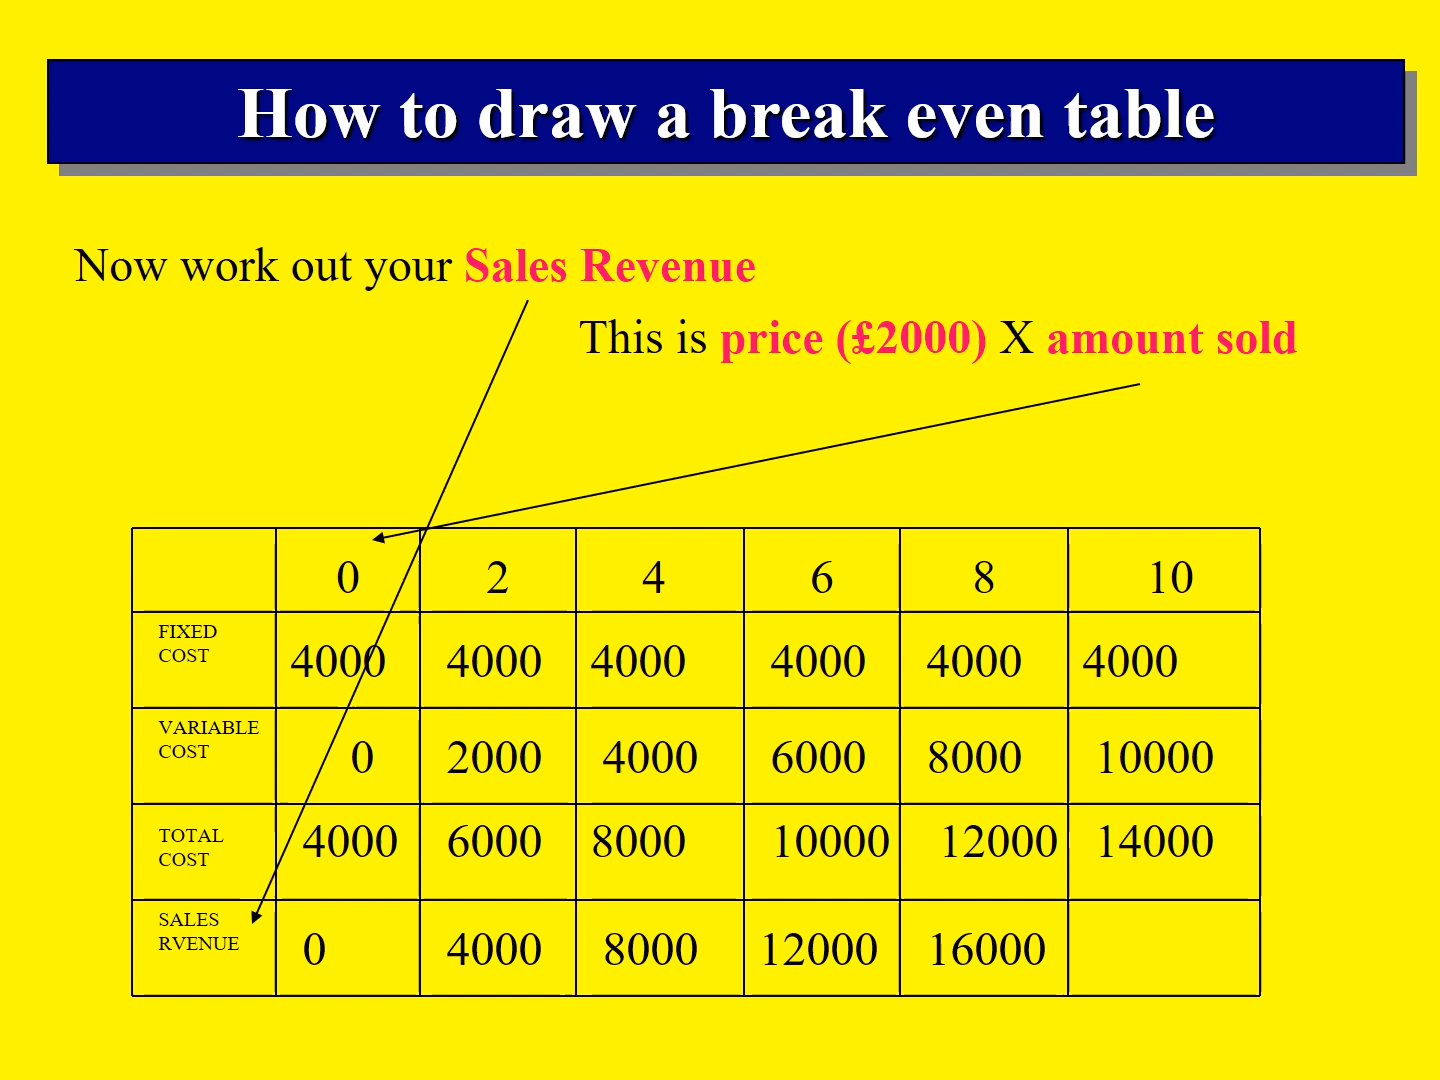 How to draw a break even table
Now work out your Sales Revenue
This is price (£2000) X amount sold
0 2 4 6 8 10
FIXED
COST
4000 4000 4000 4000 4000 4000
VARIABLE
COST
0 2000 4000 6000 8000 10000
TOTAL
COST
4000 6000 8000 10000 12000 14000
SALES
RVENUE
0 4000 8000 12000 16000